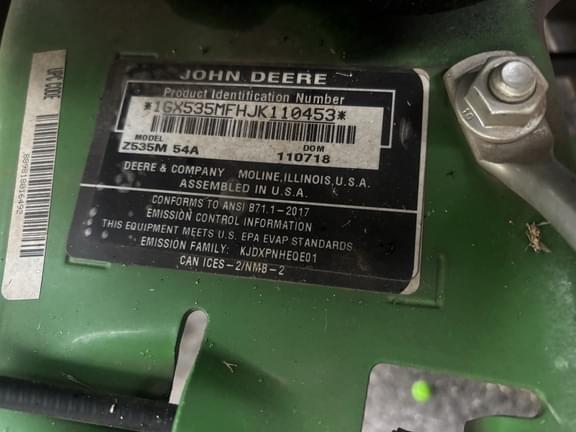 JOHN DEERE
Product Identification Number
*1GX535MFHJK110453*
MODEL DOM
Z535M 54A 110718
DEERE & COMPANY MOLINE, ILLINOIS, U.S.A.
ASSEMBLED IN U.S.A.
CONFORMS TO ANSI B71.1-2017
EMISSION CONTROL INFORMATION
THIS EQUIPMENT MEETS U.S. EPA EVAP STANDARDS
EMISSION FAMILY: KJDXPNHEQE01
CAN ICES-2/NMB-2
UPC CODE
10